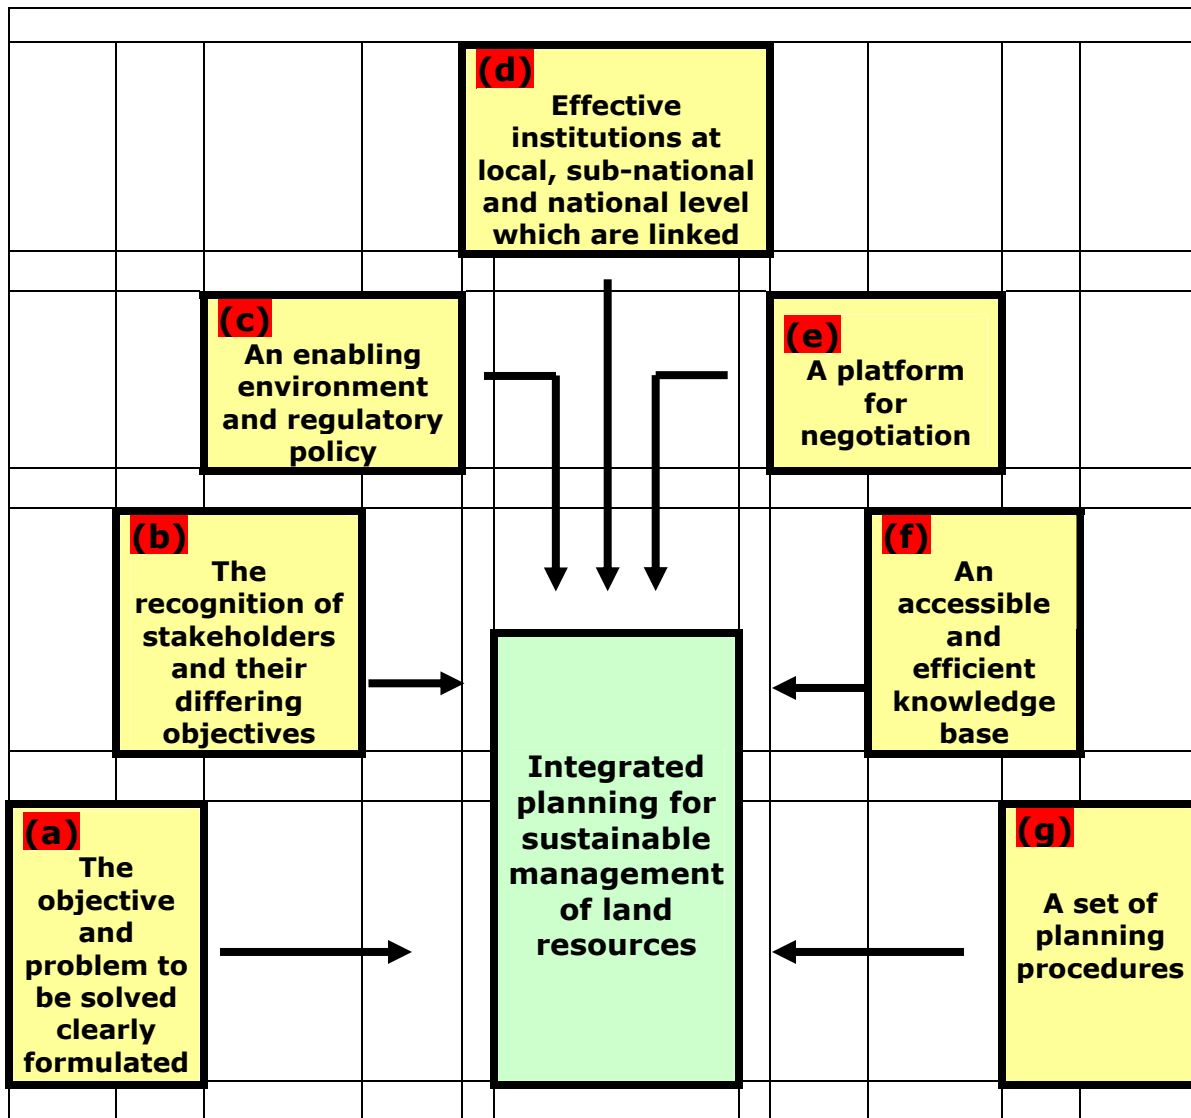 (d)
Effective
institutions at
local, sub-national
and national level
which are linked
(c)
An enabling
environment
and regulatory
policy
(e)
A platform
for
negotiation
(b)
The
recognition of
stakeholders
and their
differing
objectives
(f)
An
accessible
and
efficient
knowledge
base
(a)
The
objective
and
problem to
be solved
clearly
formulated
Integrated
planning for
sustainable
management
of land
resources
(g)
A set of
planning
procedures